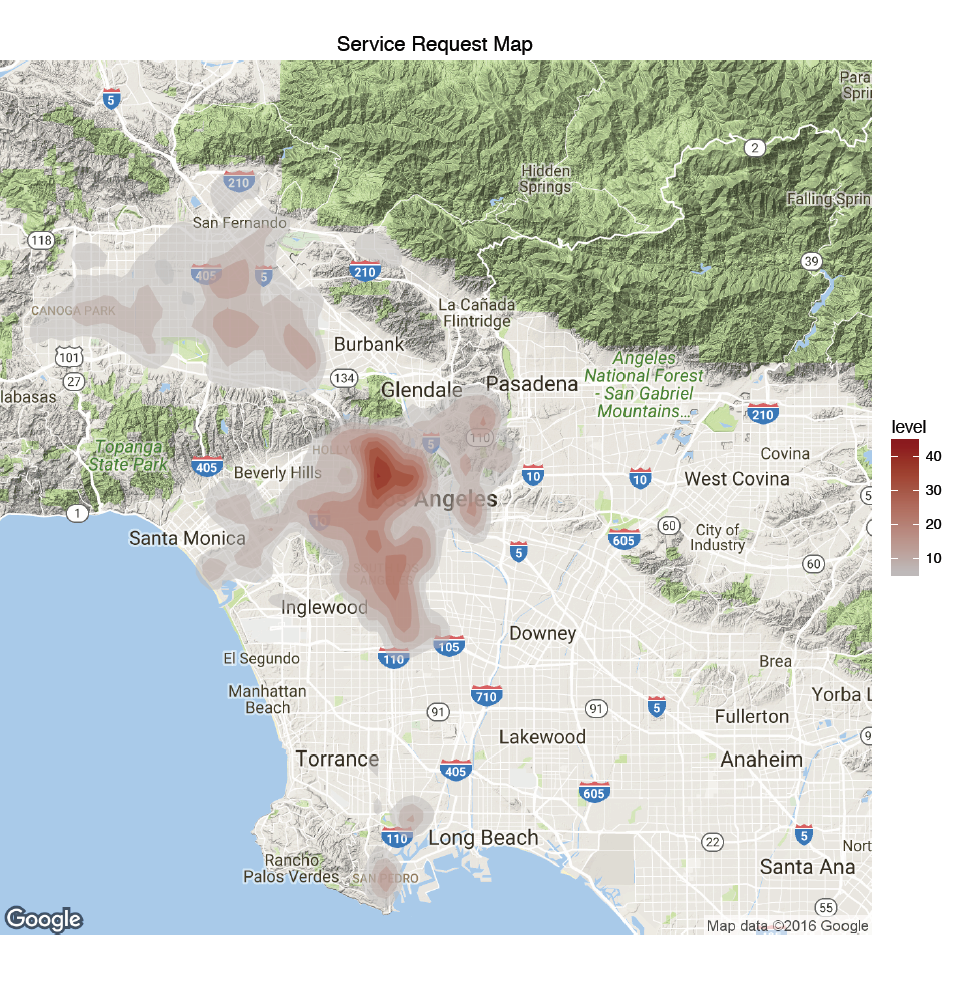 Service Request Map
Para
Sprin
5
2
Hidden
Springs
210
Falling Sprin
San Fernando
118
39
405
5
210
La Cañada
Flintridge
CANOGA PARK
Burbank
101
Angeles
National Forest
- San Gabriel
Mountains...
27
134
Glendale
Pasadena
labasas
210
level
110
5
HOLLY
Topanga
State Park
405
Beverly Hills
Covina
40
10
10
West Covina
30
Angeles
5
1
60
City of
Industry
20
Santa Monica
605
5
60
10
Inglewood
Downey
105
El Segundo
110
Brea
Manhattan
Beach
710
Yorba L
91
91
5
Fullerton
Lakewood
9
Torrance
Anaheim
405
605
110
Long Beach
5
22
Nort
Rancho
Palos Verdes
SAN PEDRO
Santa Ana
55
Google
Map data ©2016 Google